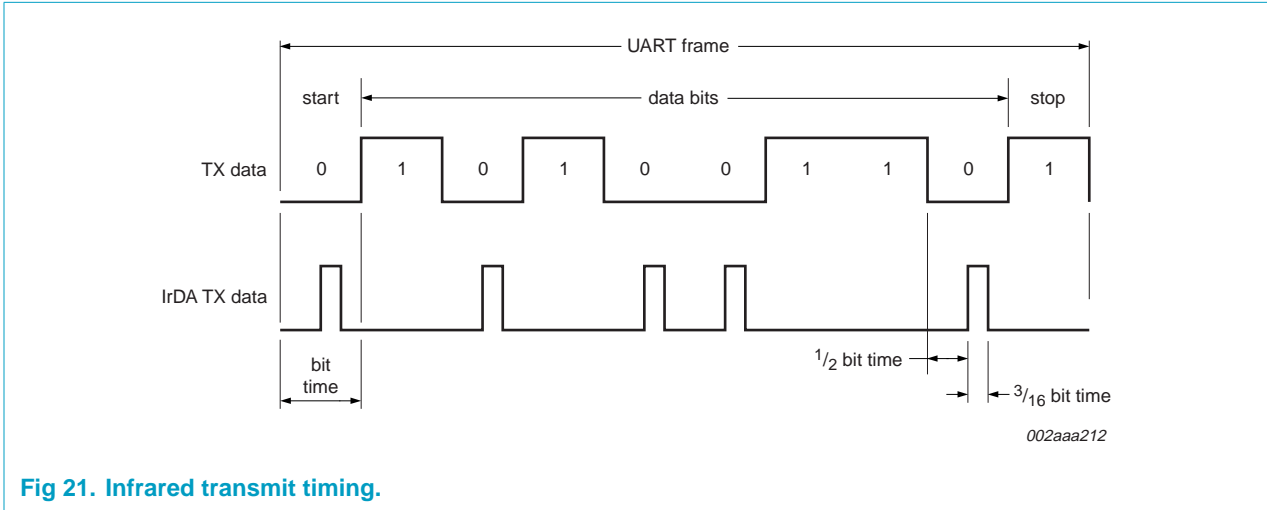 UART frame
start data bits stop
TX data 0 1 0 1 0 0 1 1 0 1
IrDA TX data
bit
time
1/2 bit time
3/16 bit time
002aaa212
Fig 21. Infrared transmit timing.